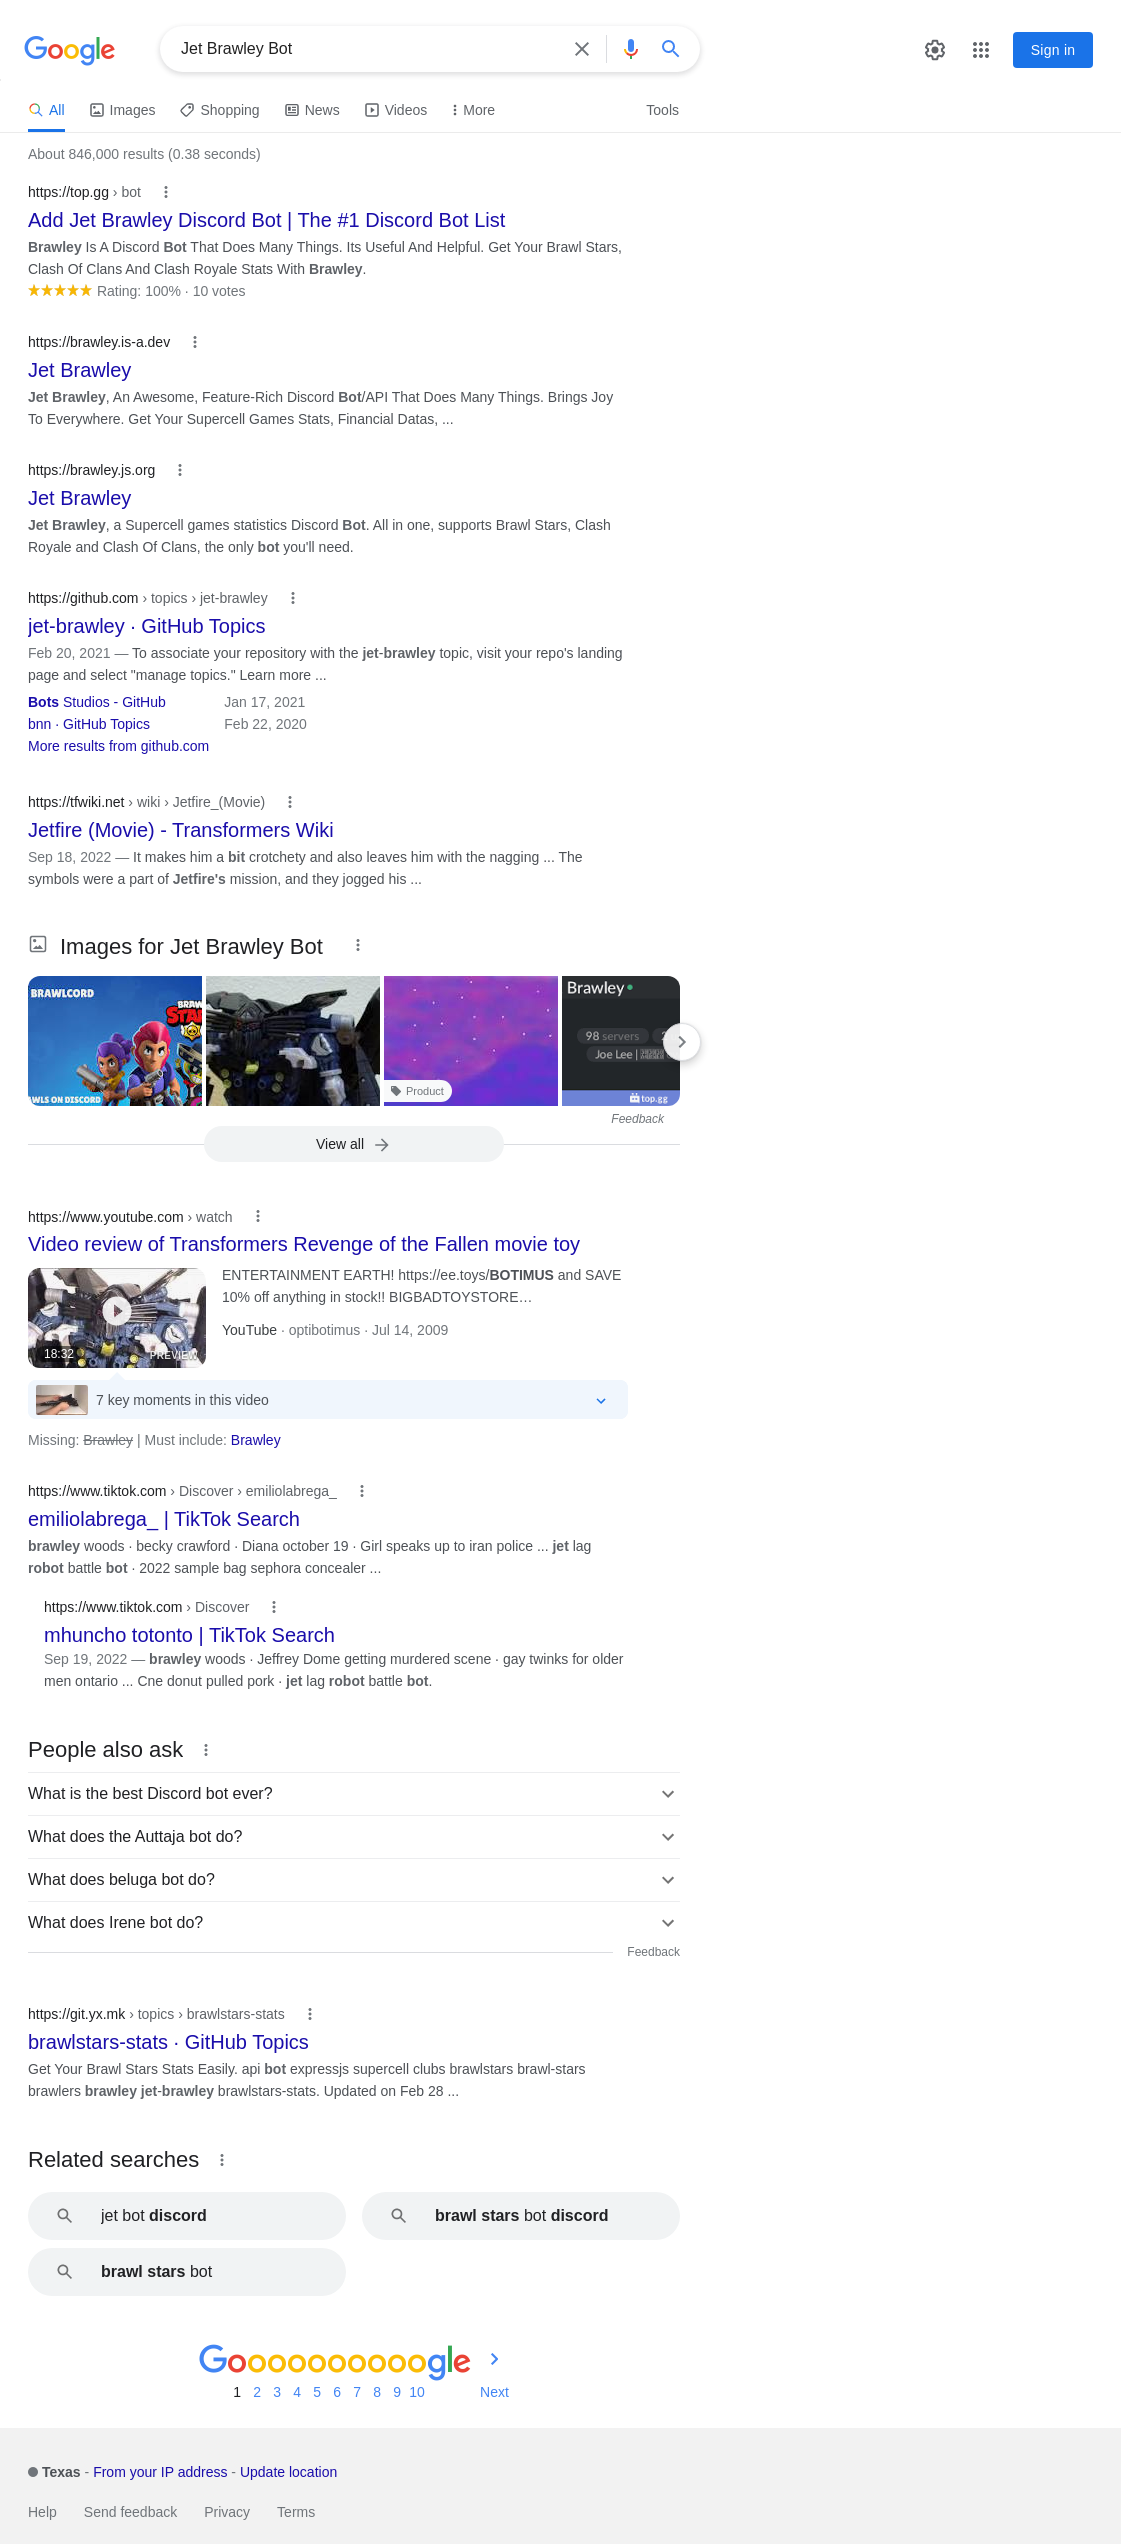 Google
Jet Brawley Bot
Sign in
All
Images
Shopping
News
Videos
More
Tools
About 846,000 results (0.38 seconds)
https://top.gg › bot
Add Jet Brawley Discord Bot | The #1 Discord Bot List
Brawley Is A Discord Bot That Does Many Things. Its Useful And Helpful. Get Your Brawl Stars,
Clash Of Clans And Clash Royale Stats With Brawley.
Rating: 100% · 10 votes
https://brawley.is-a.dev
Jet Brawley
Jet Brawley, An Awesome, Feature-Rich Discord Bot/API That Does Many Things. Brings Joy
To Everywhere. Get Your Supercell Games Stats, Financial Datas, ...
https://brawley.js.org
Jet Brawley
Jet Brawley, a Supercell games statistics Discord Bot. All in one, supports Brawl Stars, Clash
Royale and Clash Of Clans, the only bot you'll need.
https://github.com › topics › jet-brawley
jet-brawley · GitHub Topics
Feb 20, 2021 — To associate your repository with the jet-brawley topic, visit your repo's landing
page and select "manage topics." Learn more ...
Bots Studios - GitHub Jan 17, 2021
bnn · GitHub Topics Feb 22, 2020
More results from github.com
https://tfwiki.net › wiki › Jetfire_(Movie)
Jetfire (Movie) - Transformers Wiki
Sep 18, 2022 — It makes him a bit crotchety and also leaves him with the nagging ... The
symbols were a part of Jetfire's mission, and they jogged his ...
Images for Jet Brawley Bot
BRAWLCORD
BRAW
STA
AWLS ON DISCORD
Product
Brawley
98 servers 2
Joe Lee |
top.gg
Feedback
View all
https://www.youtube.com › watch
Video review of Transformers Revenge of the Fallen movie toy
18:32
PREVIEW
ENTERTAINMENT EARTH! https://ee.toys/BOTIMUS and SAVE
10% off anything in stock!! BIGBADTOYSTORE…
YouTube · optibotimus · Jul 14, 2009
7 key moments in this video
Missing: Brawley | Must include: Brawley
https://www.tiktok.com › Discover › emiliolabrega_
emiliolabrega_ | TikTok Search
brawley woods · becky crawford · Diana october 19 · Girl speaks up to iran police ... jet lag
robot battle bot · 2022 sample bag sephora concealer ...
https://www.tiktok.com › Discover
mhuncho totonto | TikTok Search
Sep 19, 2022 — brawley woods · Jeffrey Dome getting murdered scene · gay twinks for older
men ontario ... Cne donut pulled pork · jet lag robot battle bot.
People also ask
What is the best Discord bot ever?
What does the Auttaja bot do?
What does beluga bot do?
What does Irene bot do?
Feedback
https://git.yx.mk › topics › brawlstars-stats
brawlstars-stats · GitHub Topics
Get Your Brawl Stars Stats Easily. api bot expressjs supercell clubs brawlstars brawl-stars
brawlers brawley jet-brawley brawlstars-stats. Updated on Feb 28 ...
Related searches
jet bot discord
brawl stars bot discord
brawl stars bot
Goooooooooogle
1 2 3 4 5 6 7 8 9 10 Next
Texas - From your IP address - Update location
Help Send feedback Privacy Terms